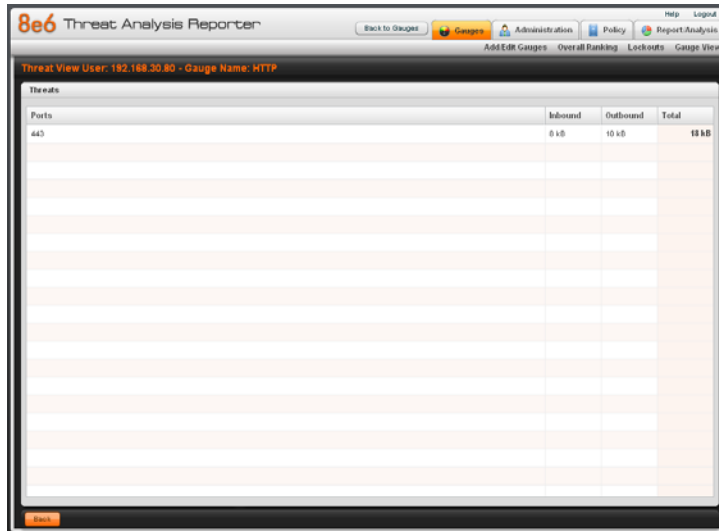 8e6 Threat Analysis Reporter
Help Logout
Back to Gauges Gauges Administration Policy Report/Analysis
Add/Edit Gauges Overall Ranking Lockouts Gauge View
Threat View User: 192.168.30.80 - Gauge Name: HTTP
Threats
Ports Inbound Outbound Total
443 8 kB 10 kB 18 kB
Back